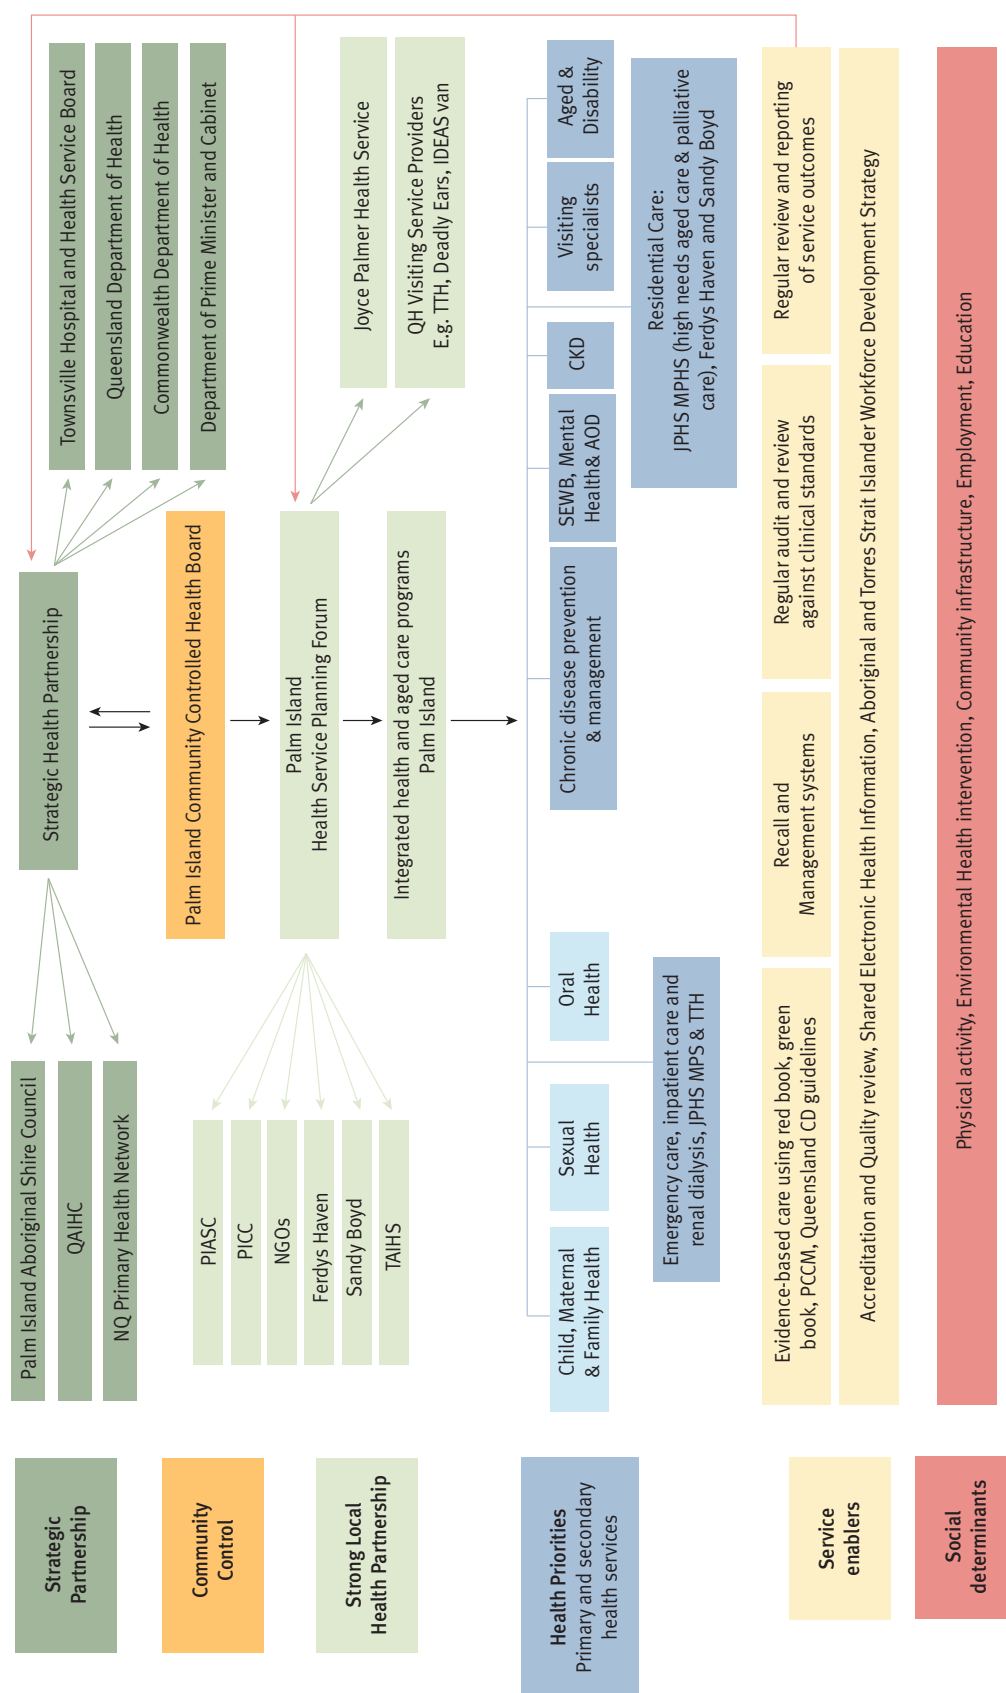 Strategic
Partnership
Palm Island Aboriginal Shire Council
QAIHC
NQ Primary Health Network
Strategic Health Partnership
Townsville Hospital and Health Service Board
Queensland Department of Health
Commonwealth Department of Health
Department of Prime Minister and Cabinet
Community
Control
Palm Island Community Controlled Health Board
Strong Local
Health Partnership
PIASC
PICC
NGOs
Ferdys Haven
Sandy Boyd
TAIHS
Palm Island
Health Service Planning Forum
Integrated health and aged care programs
Palm Island
Joyce Palmer Health Service
QH Visiting Service Providers
E.g. TTH, Deadly Ears, IDEAS van
Health Priorities
Primary and secondary
health services
Child, Maternal
& Family Health
Sexual
Health
Oral
Health
Chronic disease prevention
& management
SEWB, Mental
Health& AOD
CKD
Visiting
specialists
Aged &
Disability
Emergency care, inpatient care and
renal dialysis, JPHS MPS & TTH
Residential Care:
JPHS MPHS (high needs aged care & palliative
care), Ferdys Haven and Sandy Boyd
Service
enablers
Evidence-based care using red book, green
book, PCCM, Queensland CD guidelines
Recall and
Management systems
Regular audit and review
against clinical standards
Regular review and reporting
of service outcomes
Accreditation and Quality review, Shared Electronic Health Information, Aboriginal and Torres Strait Islander Workforce Development Strategy
Social
determinants
Physical activity, Environmental Health intervention, Community infrastructure, Employment, Education